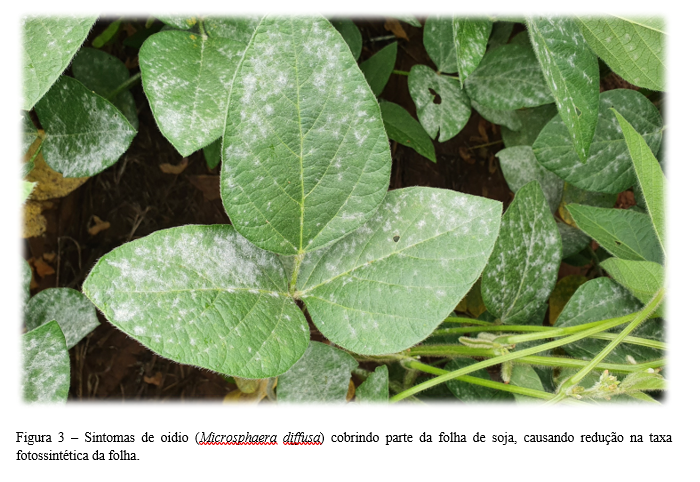 Figura 3 – Sintomas de oidio (Microsphaera diffusa) cobrindo parte da folha de soja, causando redução na taxa
fotossintética da folha.